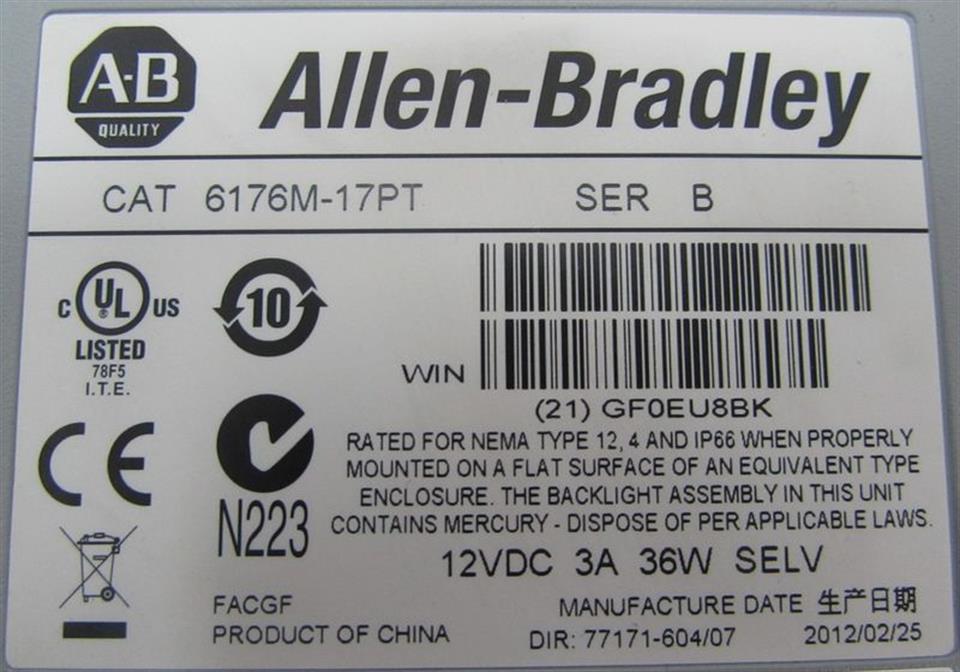 A-B
QUALITY
Allen-Bradley
CAT 6176M-17PT SER B
C UL US
LISTED
78F5
I.T.E.
10
WIN
(21) GF0EU8BK
RATED FOR NEMA TYPE 12, 4 AND IP66 WHEN PROPERLY
MOUNTED ON A FLAT SURFACE OF AN EQUIVALENT TYPE
ENCLOSURE. THE BACKLIGHT ASSEMBLY IN THIS UNIT
CONTAINS MERCURY - DISPOSE OF PER APPLICABLE LAWS.
CE
N223
12VDC 3A 36W SELV
FACGF
PRODUCT OF CHINA
MANUFACTURE DATE 生产日期
DIR: 77171-604/07 2012/02/25